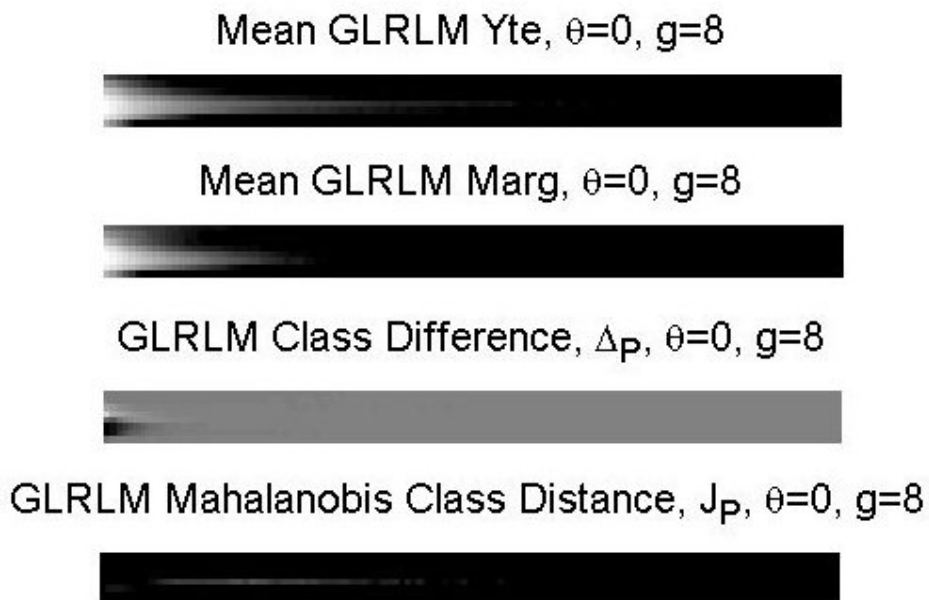 Mean GLRLM Yte, θ=0, g=8
Mean GLRLM Marg, θ=0, g=8
GLRLM Class Difference, ΔP, θ=0, g=8
GLRLM Mahalanobis Class Distance, JP, θ=0, g=8